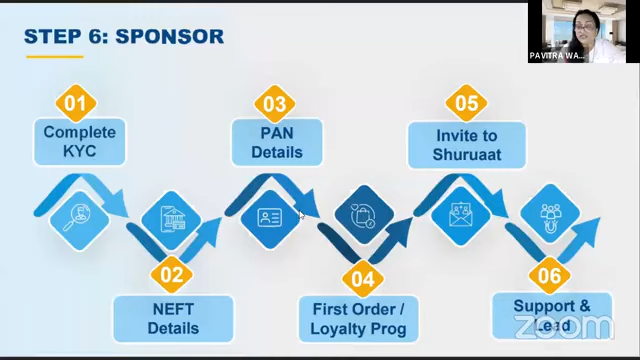 STEP 6: SPONSOR
PAVITRA WA...
01
Complete
KYC
02
NEFT
Details
03
PAN
Details
04
First Order /
Loyalty Prog
05
Invite to
Shuruaat
06
Support &
Lead
zoom